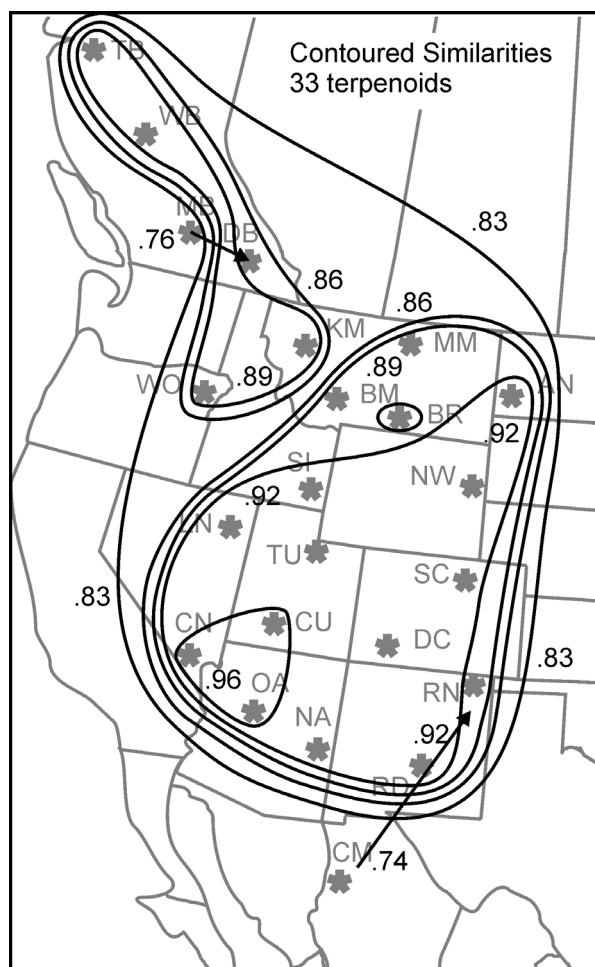 Contoured Similarities
33 terpenoids
TB
WB
MB
DB
.76
.83
.86
.86
KM
MM
.89
.89
WO
BM
BR
AN
.92
SI
NW
.92
LN
TU
SC
.83
CN
CU
DC
.83
.96
OA
RN
NA
.92
RD
CM
.74